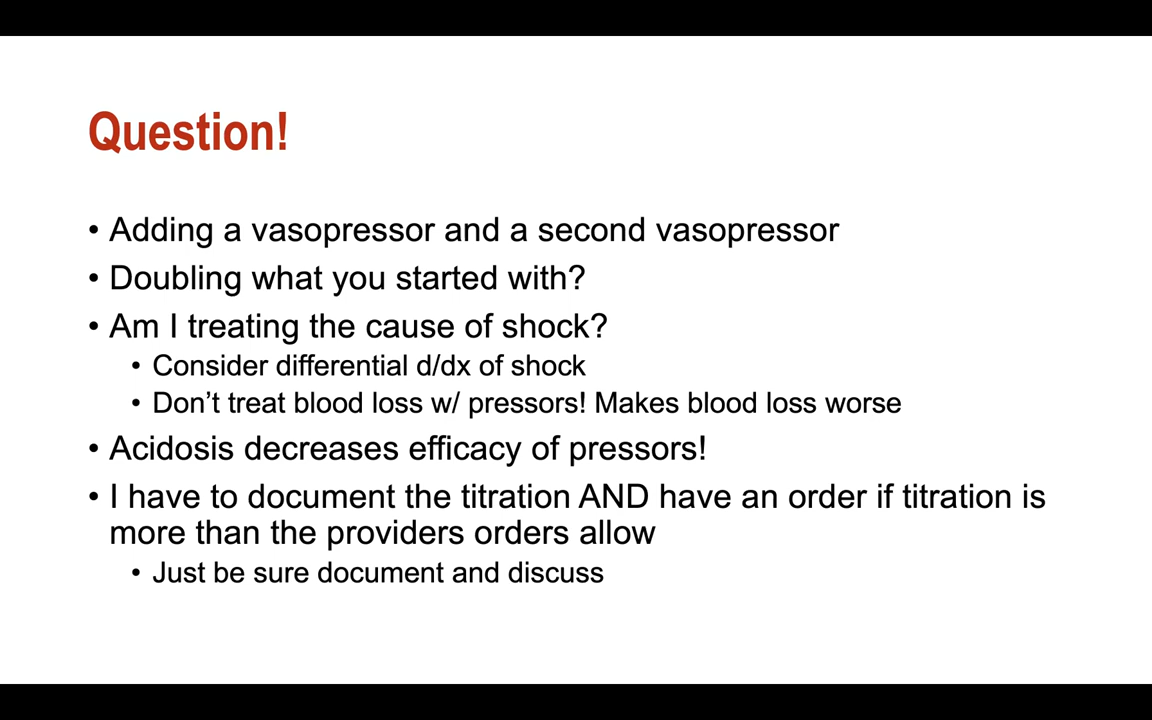 Question!
• Adding a vasopressor and a second vasopressor
• Doubling what you started with?
• Am I treating the cause of shock?
• Consider differential d/dx of shock
• Don’t treat blood loss w/ pressors! Makes blood loss worse
• Acidosis decreases efficacy of pressors!
• I have to document the titration AND have an order if titration is
more than the providers orders allow
• Just be sure document and discuss